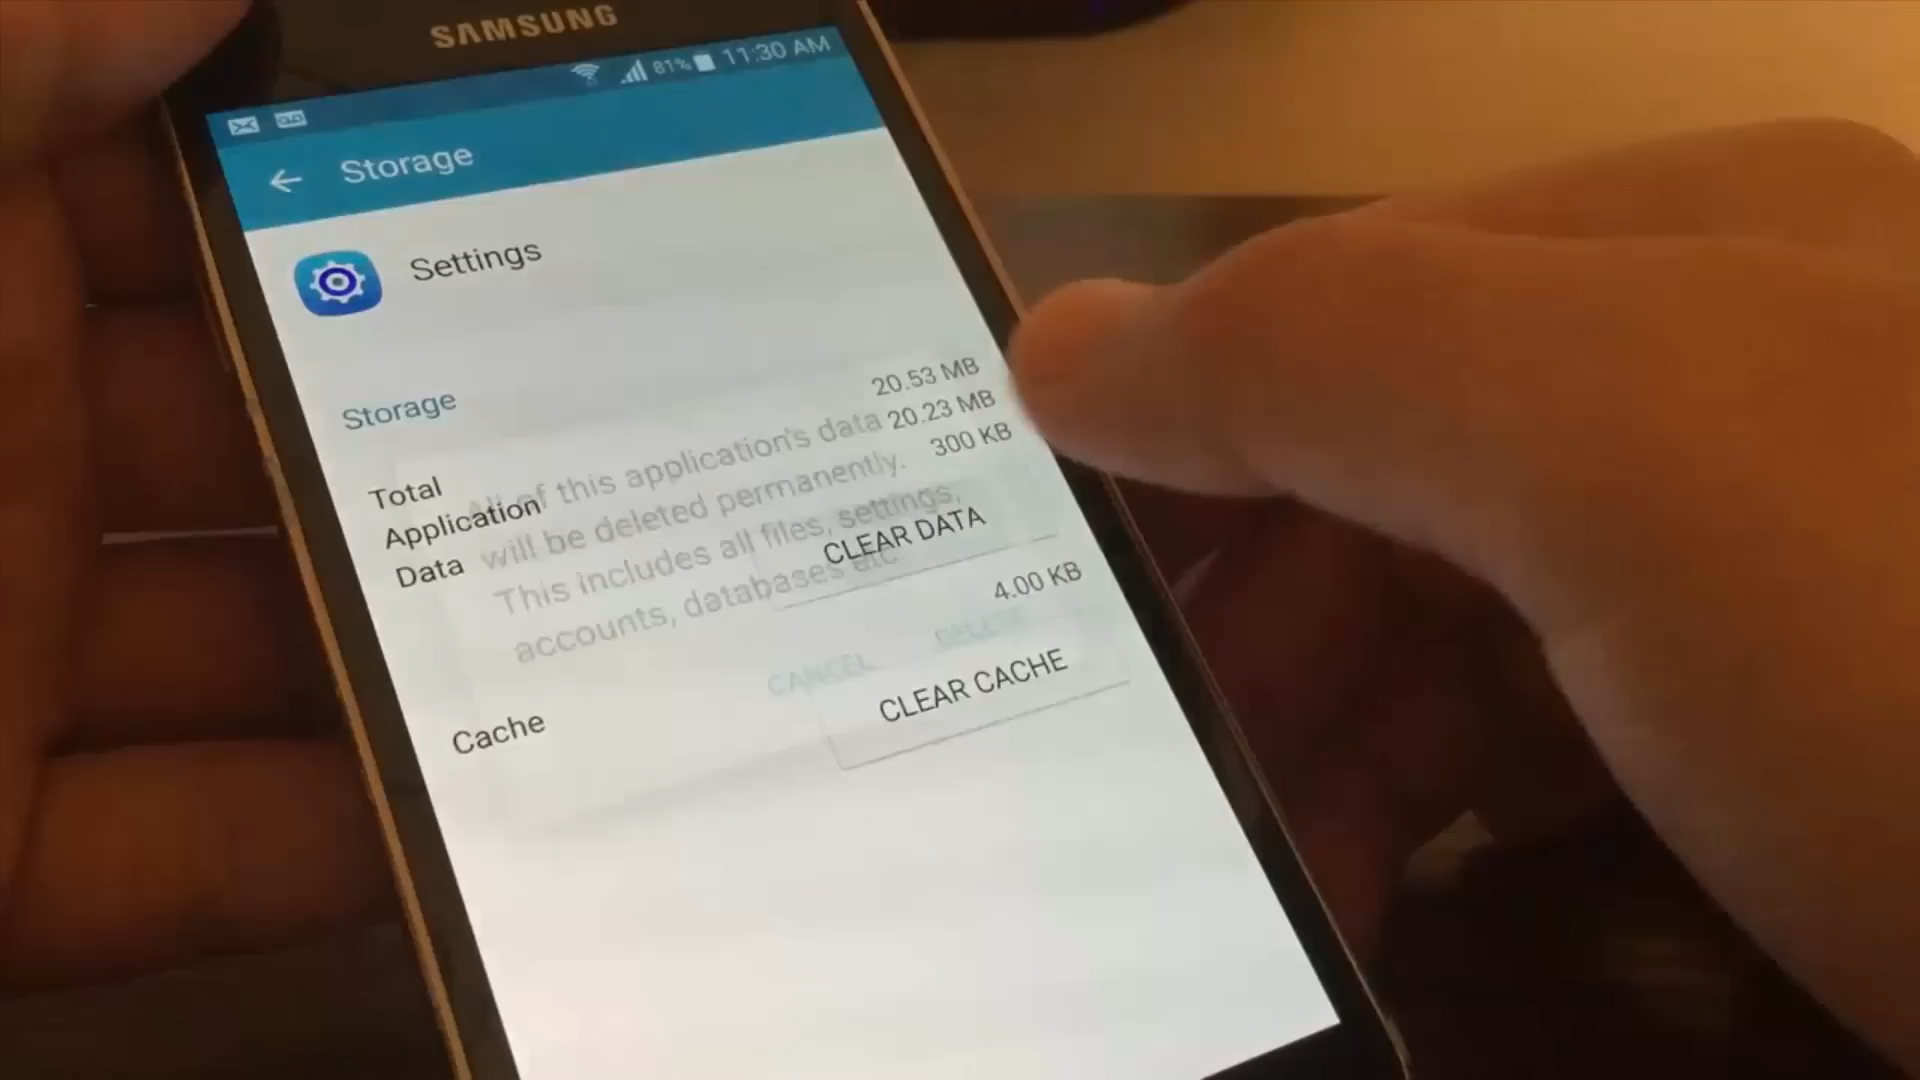 SAMSUNG
81% 11:30 AM
Storage
Settings
Storage
Total 20.53 MB
Application 20.23 MB
Data 300 KB
CLEAR DATA
All of this application's data
will be deleted permanently.
This includes all files, settings,
accounts, databases etc.
CANCEL DELETE
Cache 4.00 KB
CLEAR CACHE